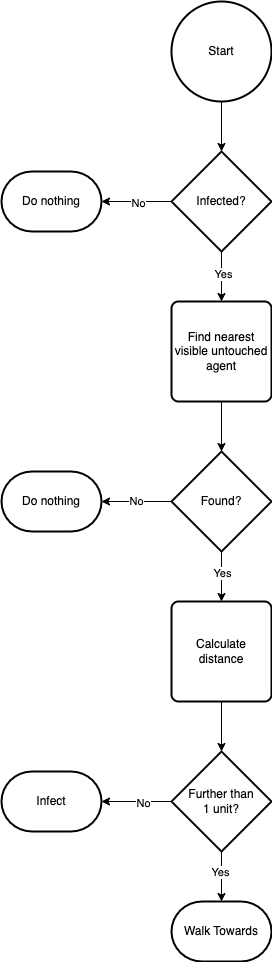 Start
Infected?
No
Do nothing
Yes
Find nearest
visible untouched
agent
Found?
No
Do nothing
Yes
Calculate
distance
Further than
1 unit?
No
Infect
Yes
Walk Towards